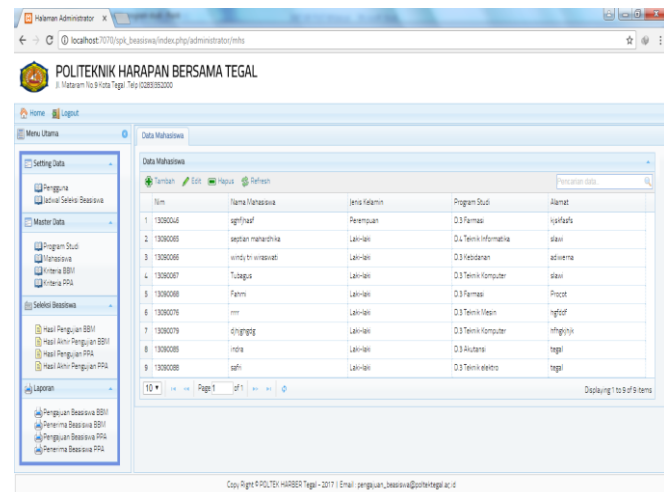 Halaman Administrator
localhost:7070/spk_beasiswa/index.php/administrator/mhs
POLITEKNIK HARAPAN BERSAMA TEGAL
Jl. Mataram No.9 Kota Tegal Telp (0283)352000
Home Logout
Menu Utama
Data Mahasiswa
Setting Data
Pengguna
Jadwal Seleksi Beasiswa
Master Data
Program Studi
Mahasiswa
Kriteria BBM
Kriteria PPA
Seleksi Beasiswa
Hasil Pengujian BBM
Hasil Akhir Pengujian BBM
Hasil Pengujian PPA
Hasil Akhir Pengujian PPA
Laporan
Pengajuan Beasiswa BBM
Penerima Beasiswa BBM
Pengajuan Beasiswa PPA
Penerima Beasiswa PPA
Data Mahasiswa
Tambah Edit Hapus Refresh Pencarian data..
Nim Nama Mahasiswa Jenis Kelamin Program Studi Alamat
1 13090046 Perempuan D.3 Farmasi
2 13090065 septian mahardhika Laki-laki D.4 Teknik Informatika slawi
3 13090066 windy tri wiraswati Laki-laki D.3 Kebidanan adiwerna
4 13090067 Tubagus Laki-laki D.3 Teknik Komputer slawi
5 13090068 Fahmi Laki-laki D.3 Farmasi Procot
6 13090076 Laki-laki D.3 Teknik Mesin
7 13090079 Laki-laki D.3 Teknik Komputer
8 13090085 indra Laki-laki D.3 Akutansi tegal
9 13090088 safri Laki-laki D.3 Teknik elektro tegal
10 Page 1 of 1 Displaying 1 to 9 of 9 items
Copy Right © POLTEK HARBER Tegal - 2017 | Email : pengajuan_beasiswa@poltektegal.ac.id